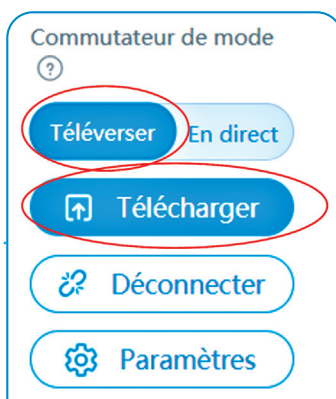 Commutateur de mode
?
Téléverser En direct
Télécharger
Déconnecter
Paramètres